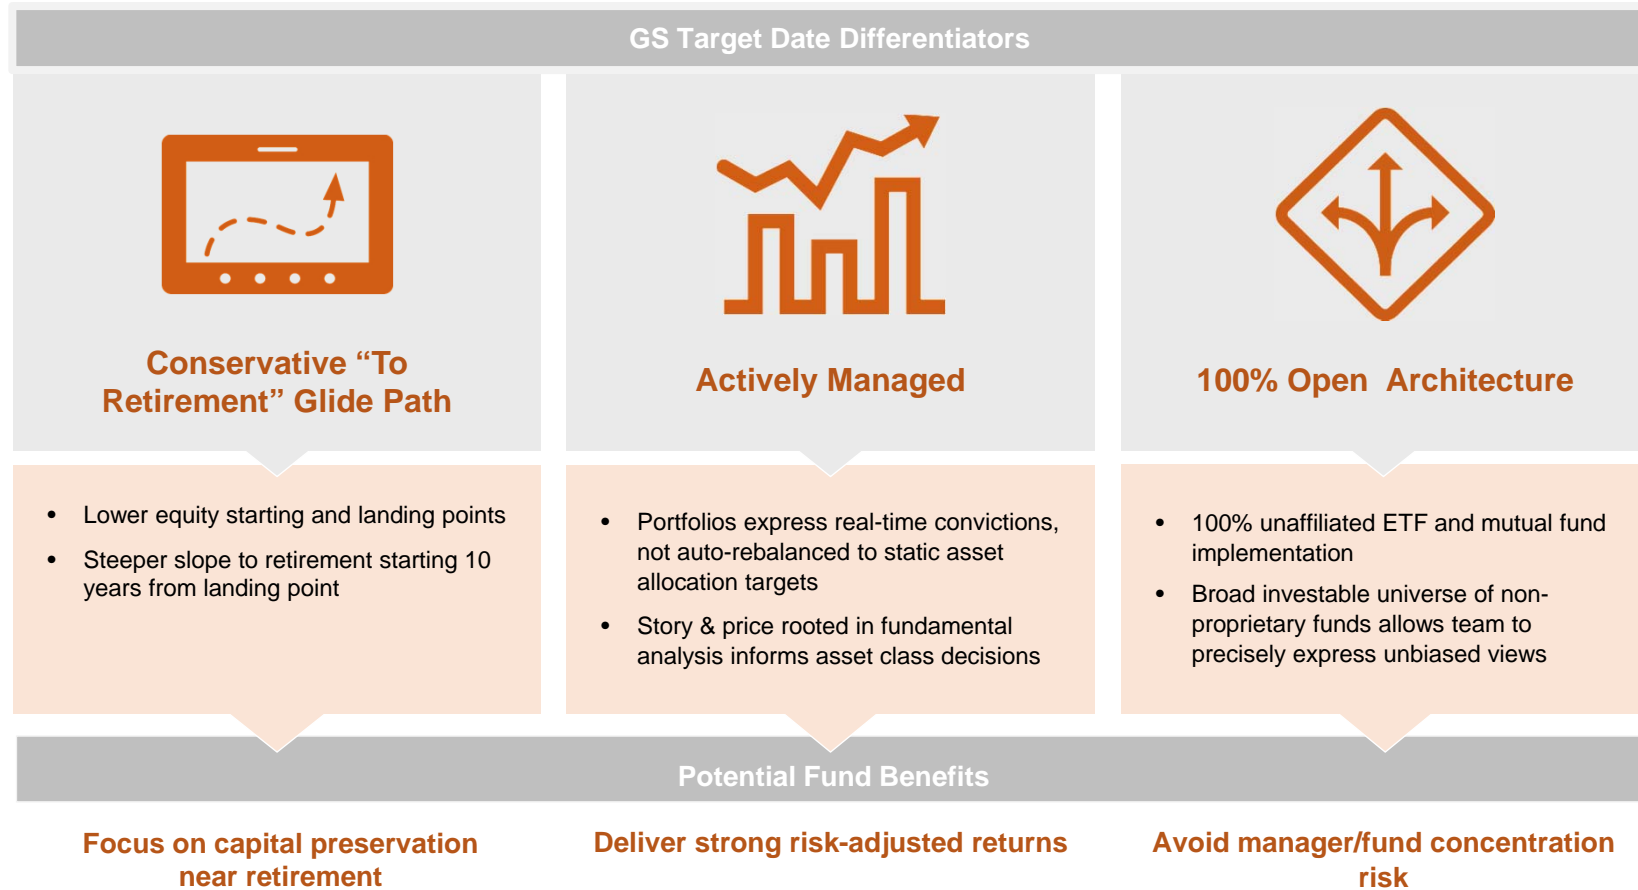 GS Target Date Differentiators
Conservative “To
Retirement” Glide Path
• Lower equity starting and landing points
• Steeper slope to retirement starting 10
years from landing point
Actively Managed
• Portfolios express real-time convictions,
not auto-rebalanced to static asset
allocation targets
• Story & price rooted in fundamental
analysis informs asset class decisions
100% Open Architecture
• 100% unaffiliated ETF and mutual fund
implementation
• Broad investable universe of non-
proprietary funds allows team to
precisely express unbiased views
Potential Fund Benefits
Focus on capital preservation
near retirement
Deliver strong risk-adjusted returns
Avoid manager/fund concentration
risk